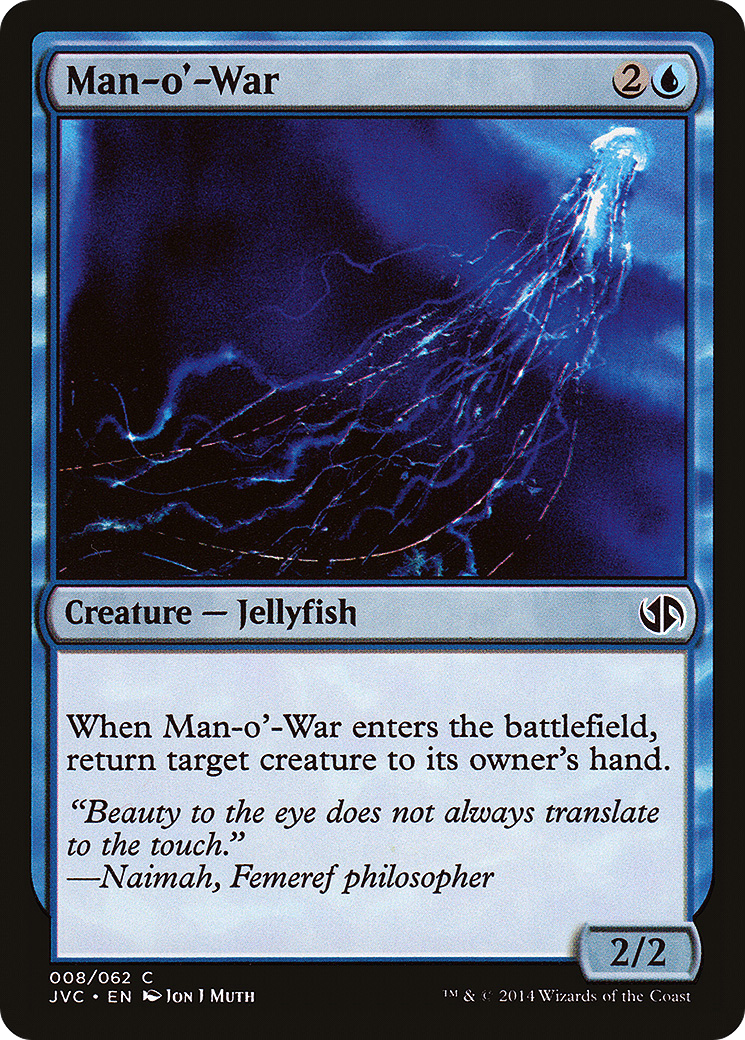 Man-o'-War
2
Creature — Jellyfish
When Man-o'-War enters the battlefield,
return target creature to its owner's hand.
"Beauty to the eye does not always translate
to the touch."
—Naimah, Femeref philosopher
2/2
008/062 C
JVC • EN Jon J Muth
™ & © 2014 Wizards of the Coast